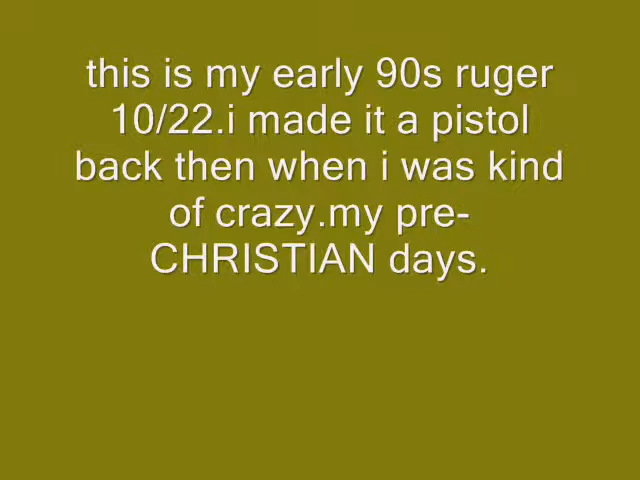 this is my early 90s ruger
10/22.i made it a pistol
back then when i was kind
of crazy.my pre-
CHRISTIAN days.